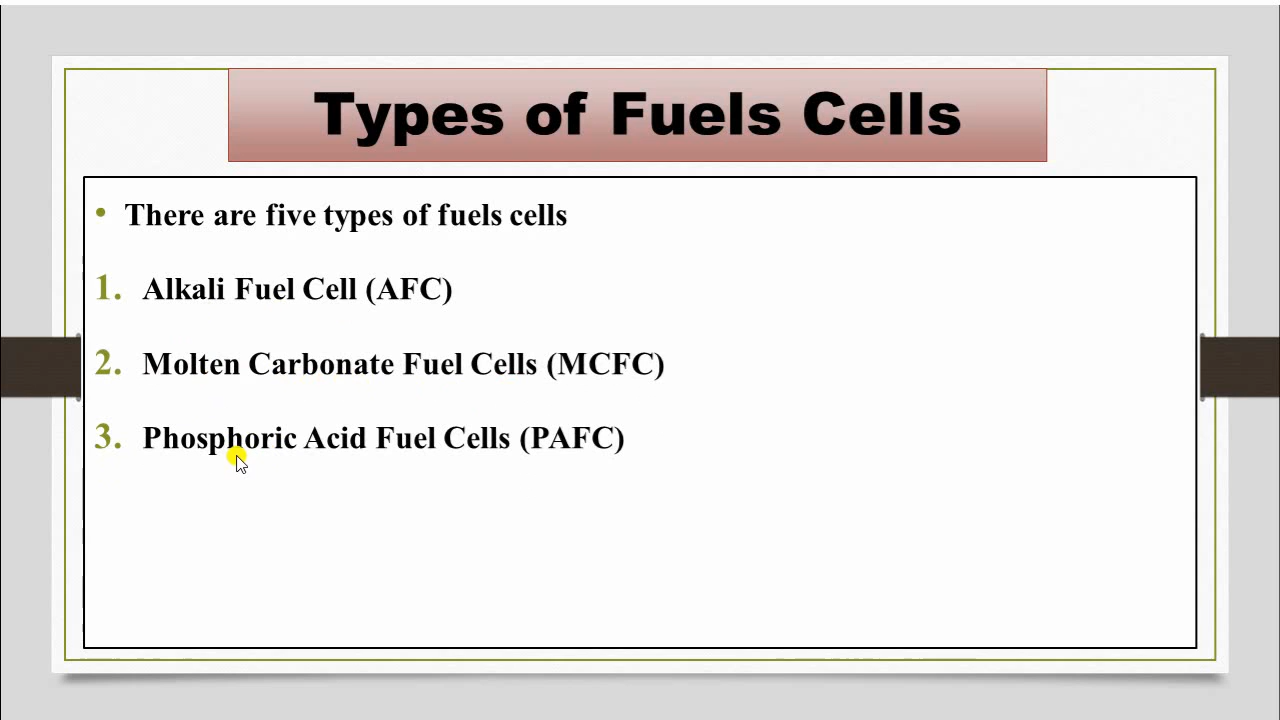 Types of Fuels Cells
• There are five types of fuels cells
1. Alkali Fuel Cell (AFC)
2. Molten Carbonate Fuel Cells (MCFC)
3. Phosphoric Acid Fuel Cells (PAFC)